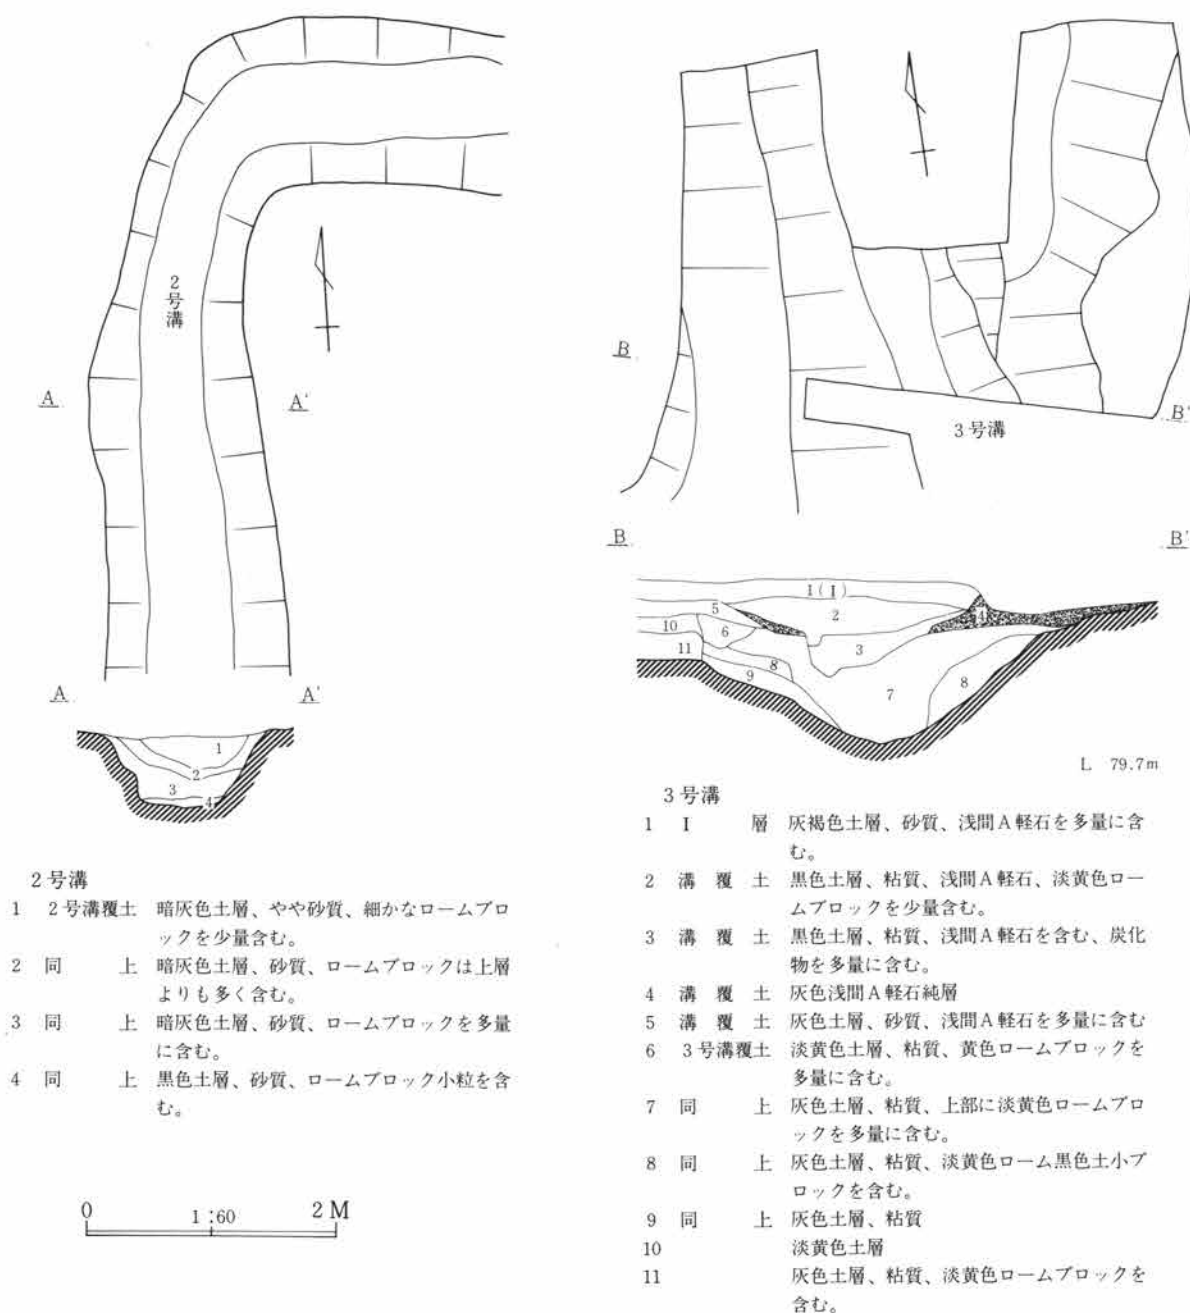 2号溝
A
A'
A
A'
1
2
3
4
2号溝
1 2号溝覆土 暗灰色土層、やや砂質、細かなロームブロ
ックを少量含む。
2 同 上 暗灰色土層、砂質、ロームブロックは上層
よりも多く含む。
3 同 上 暗灰色土層、砂質、ロームブロックを多量
に含む。
4 同 上 黒色土層、砂質、ロームブロック小粒を含
む。
0 1:60 2M
B
B'
3号溝
B
B'
1(I)
5
2
4
10
6
3
11
8
9
7
8
L 79.7m
3号溝
1 I 層 灰褐色土層、砂質、浅間A軽石を多量に含
む。
2 溝覆土 黒色土層、粘質、浅間A軽石、淡黄色ロー
ムブロックを少量含む。
3 溝覆土 黒色土層、粘質、浅間A軽石を含む、炭化
物を多量に含む。
4 溝覆土 灰色浅間A軽石純層
5 溝覆土 灰色土層、砂質、浅間A軽石を多量に含む
6 3号溝覆土 淡黄色土層、粘質、黄色ロームブロックを
多量に含む。
7 同 上 灰色土層、粘質、上部に淡黄色ロームブロ
ックを多量に含む。
8 同 上 灰色土層、粘質、淡黄色ローム黒色土小ブ
ロックを含む。
9 同 上 灰色土層、粘質
10 淡黄色土層
11 灰色土層、粘質、淡黄色ロームブロックを
含む。